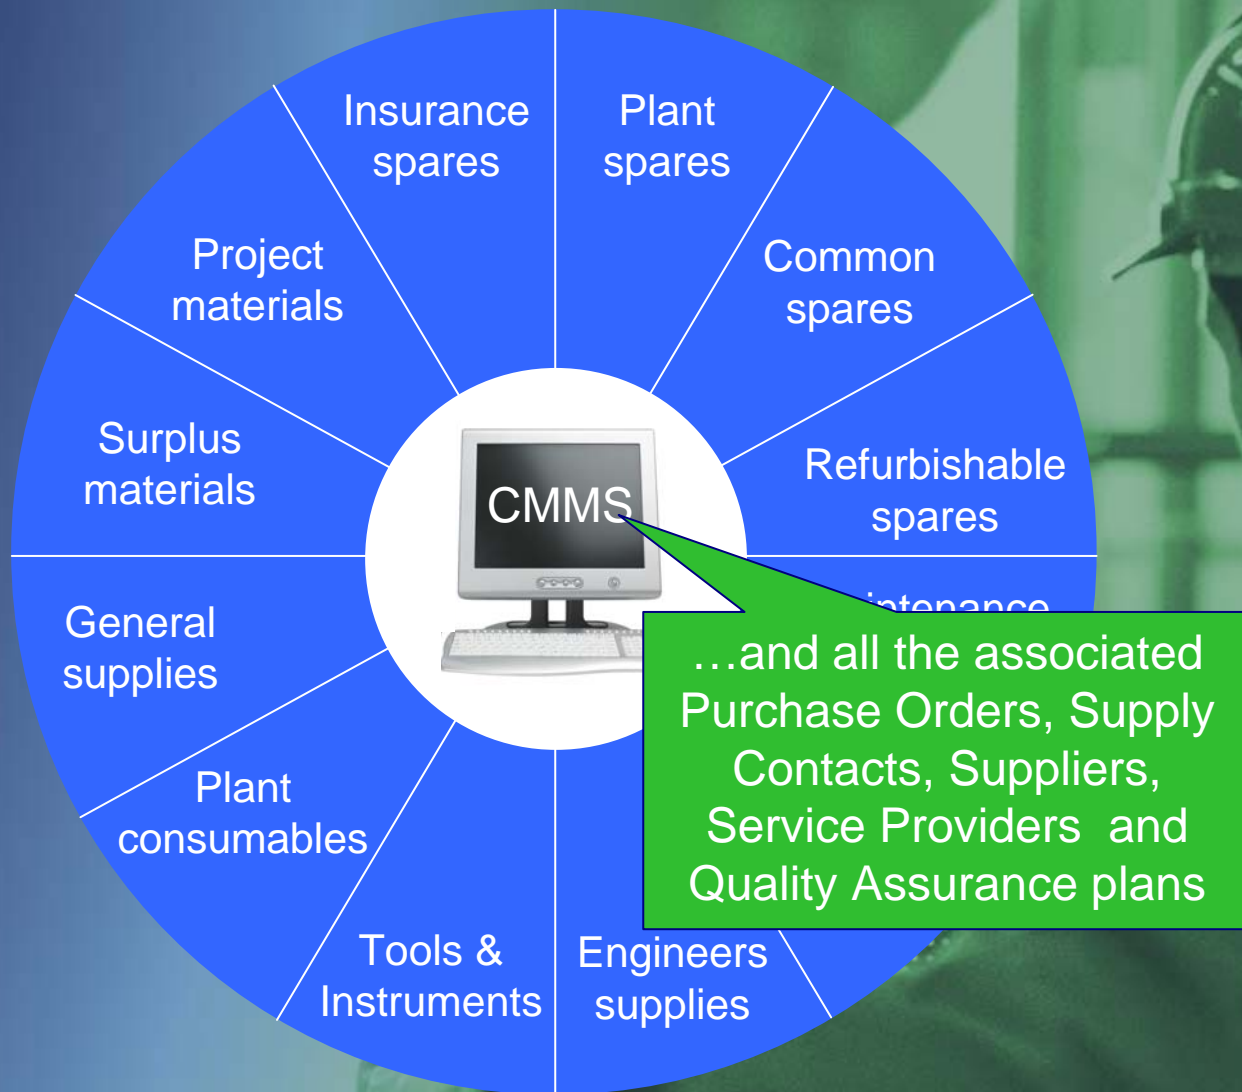 Insurance
spares
Plant
spares
Common
spares
Refurbishable
spares
…and all the associated
Purchase Orders, Supply
Contacts, Suppliers,
Service Providers and
Quality Assurance plans
Engineers
supplies
Tools &
Instruments
Plant
consumables
General
supplies
Surplus
materials
Project
materials
CMMS